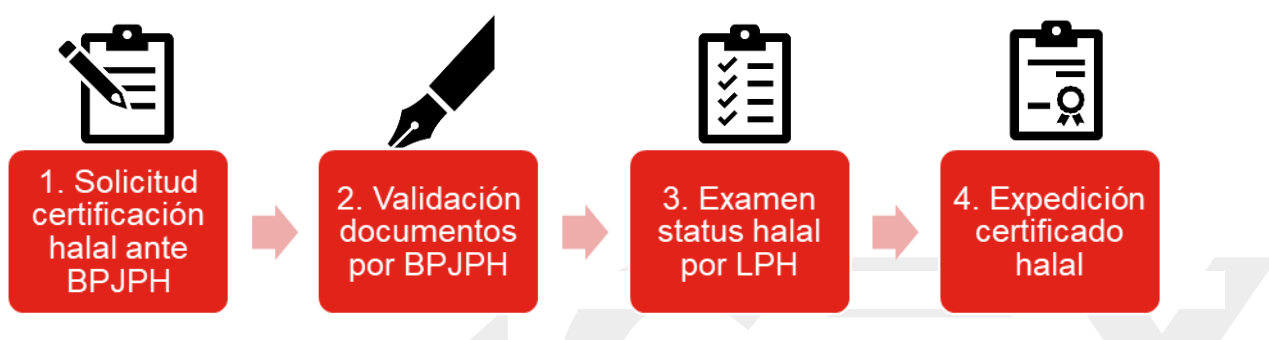 1. Solicitud
certificación
halal ante
BPJPH
2. Validación
documentos
por BPJPH
3. Examen
status halal
por LPH
4. Expedición
certificado
halal